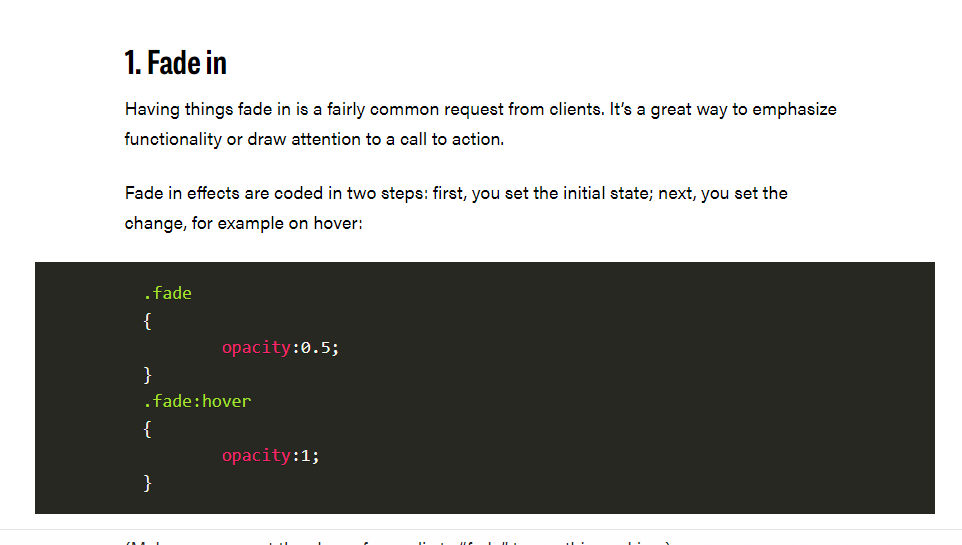 1. Fade in
Having things fade in is a fairly common request from clients. It’s a great way to emphasize
functionality or draw attention to a call to action.
Fade in effects are coded in two steps: first, you set the initial state; next, you set the
change, for example on hover:
.fade
{
opacity:0.5;
}
.fade:hover
{
opacity:1;
}